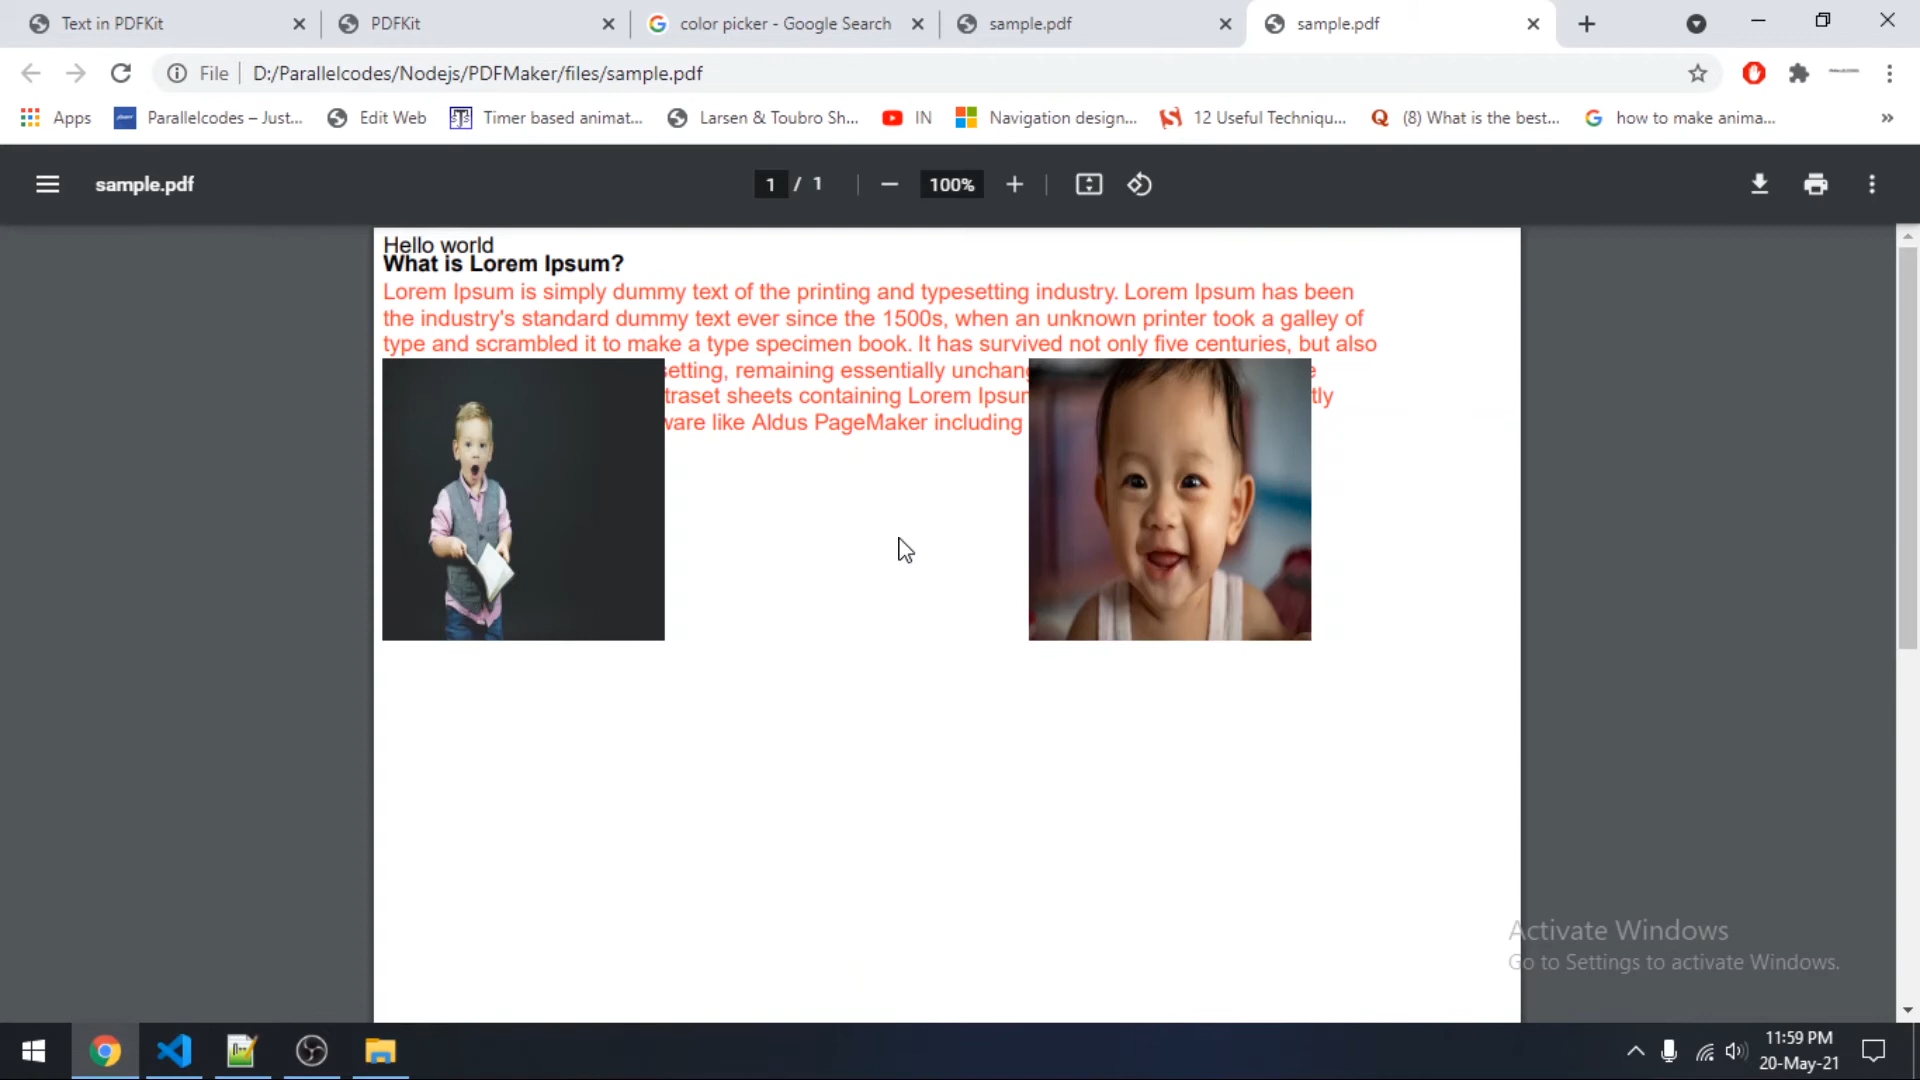 Text in PDFKit
PDFKit
color picker - Google Search
sample.pdf
sample.pdf
File
D:/Parallelcodes/Nodejs/PDFMaker/files/sample.pdf
Apps
Parallelcodes – Just...
Edit Web
Timer based animat...
Larsen & Toubro Sh...
IN
Navigation design...
12 Useful Techniqu...
(8) What is the best...
how to make anima...
»
sample.pdf
1 / 1
100%
Hello world
What is Lorem Ipsum?
Lorem Ipsum is simply dummy text of the printing and typesetting industry. Lorem Ipsum has been
the industry's standard dummy text ever since the 1500s, when an unknown printer took a galley of
type and scrambled it to make a type specimen book. It has survived not only five centuries, but also
setting, remaining essentially unchang e
traset sheets containing Lorem Ipsum tly
ware like Aldus PageMaker including
Activate Windows
Go to Settings to activate Windows.
11:59 PM
20-May-21